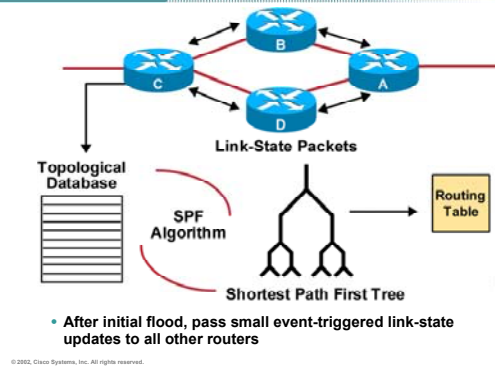 B
C
A
D
Link-State Packets
Topological
Database
SPF
Algorithm
Routing
Table
Shortest Path First Tree
• After initial flood, pass small event-triggered link-state
updates to all other routers
© 2002, Cisco Systems, Inc. All rights reserved.